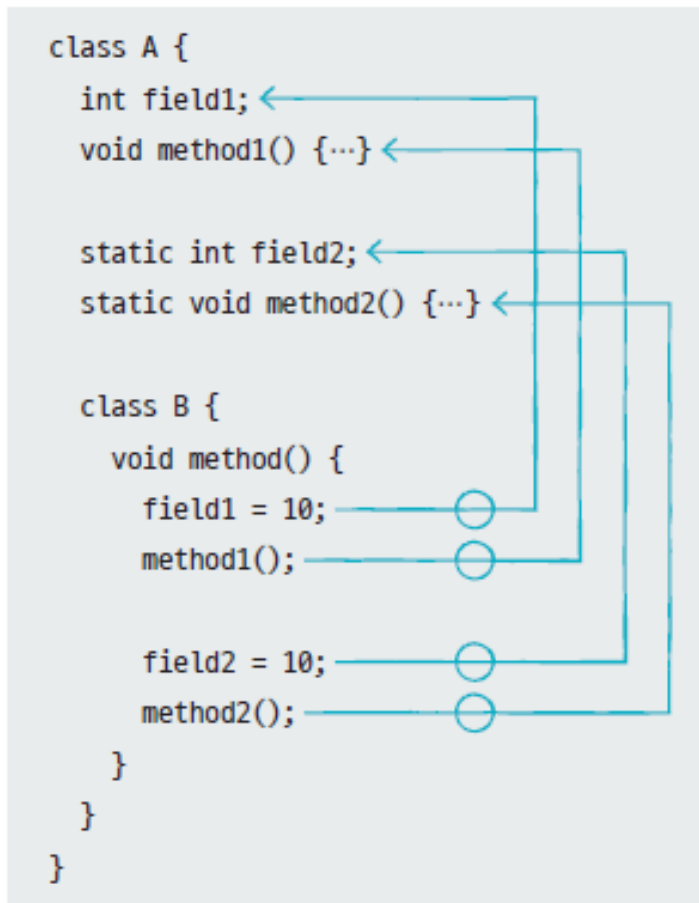 class A {
int field1;
void method1() {…}
static int field2;
static void method2() {…}
class B {
void method() {
field1 = 10;
method1();
field2 = 10;
method2();
}
}
}